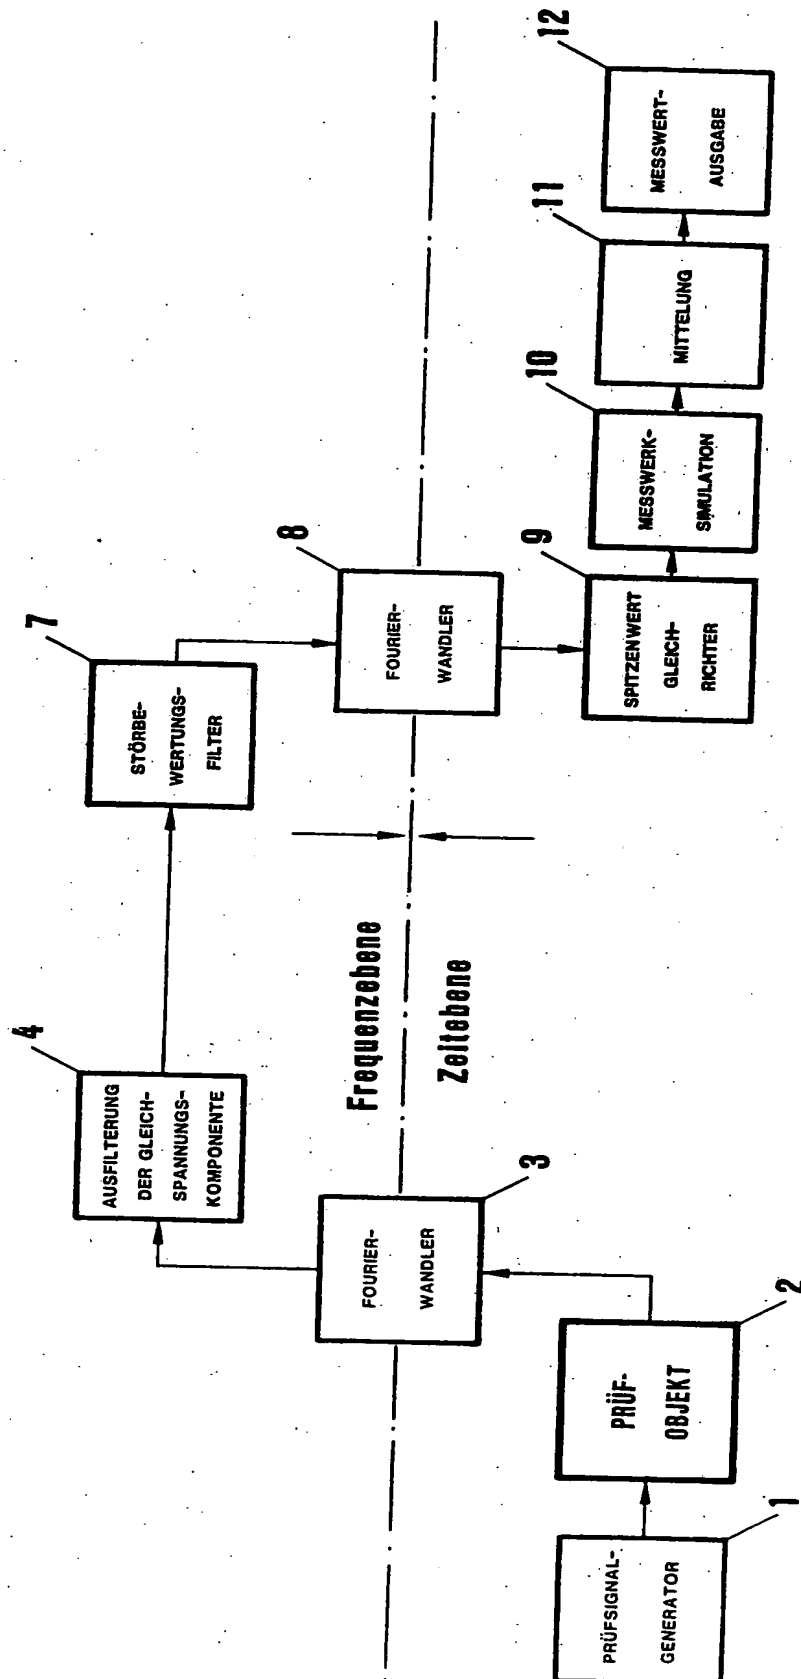 1
PRÜFSIGNAL-
GENERATOR
2
PRÜF-
OBJEKT
3
FOURIER-
WANDLER
4
AUSFILTERUNG
DER GLEICH-
SPANNUNGS-
KOMPONENTE
Frequenzebene
Zeitebene
7
STÖRBE-
WERTUNGS-
FILTER
8
FOURIER-
WANDLER
9
SPITZENWERT
GLEICH-
RICHTER
10
MESSWERK-
SIMULATION
11
MITTELUNG
12
MESSWERT-
AUSGABE